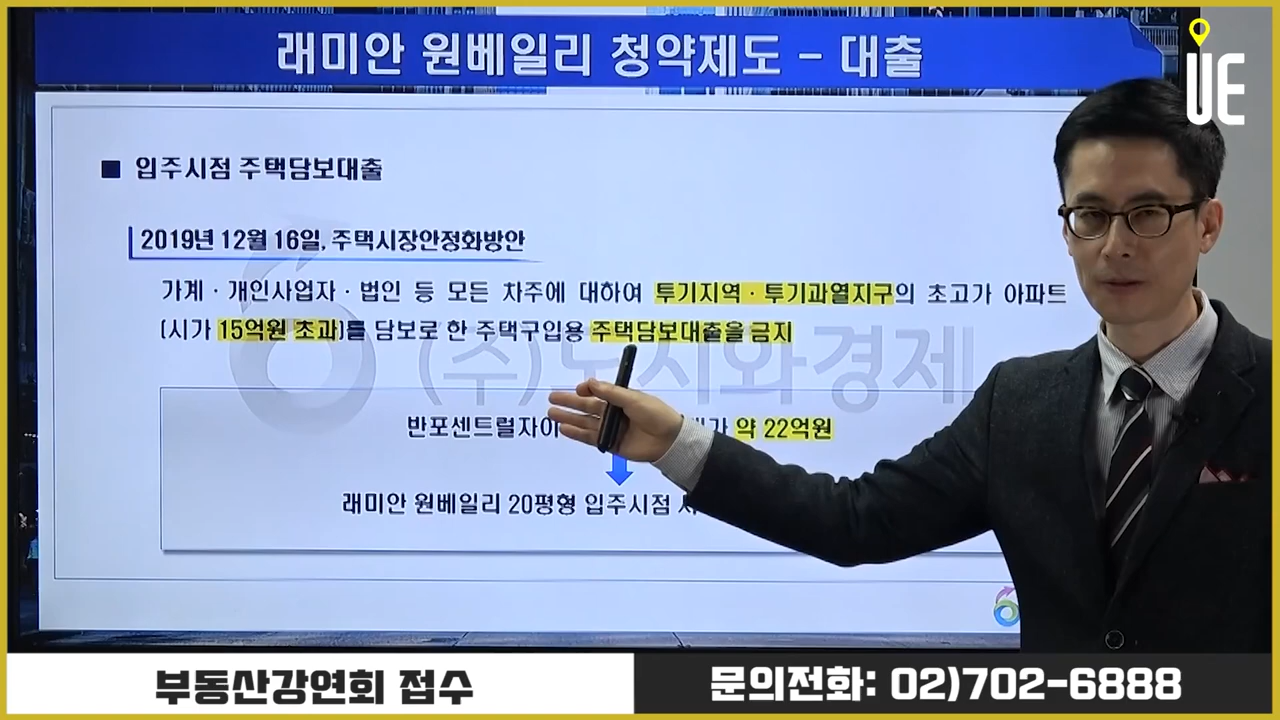 래미안 원베일리 청약제도 - 대출
UE
■ 입주시점 주택담보대출
2019년 12월 16일, 주택시장안정화방안
가계·개인사업자·법인 등 모든 차주에 대하여 투기지역·투기과열지구의 초고가 아파트
(시가 15억원 초과)를 담보로 한 주택구입용 주택담보대출을 금지
(주)도시와경제
반포센트럴자이 약 22억원
래미안 원베일리 20평형 입주시점
부동산강연회 접수
문의전화: 02)702-6888